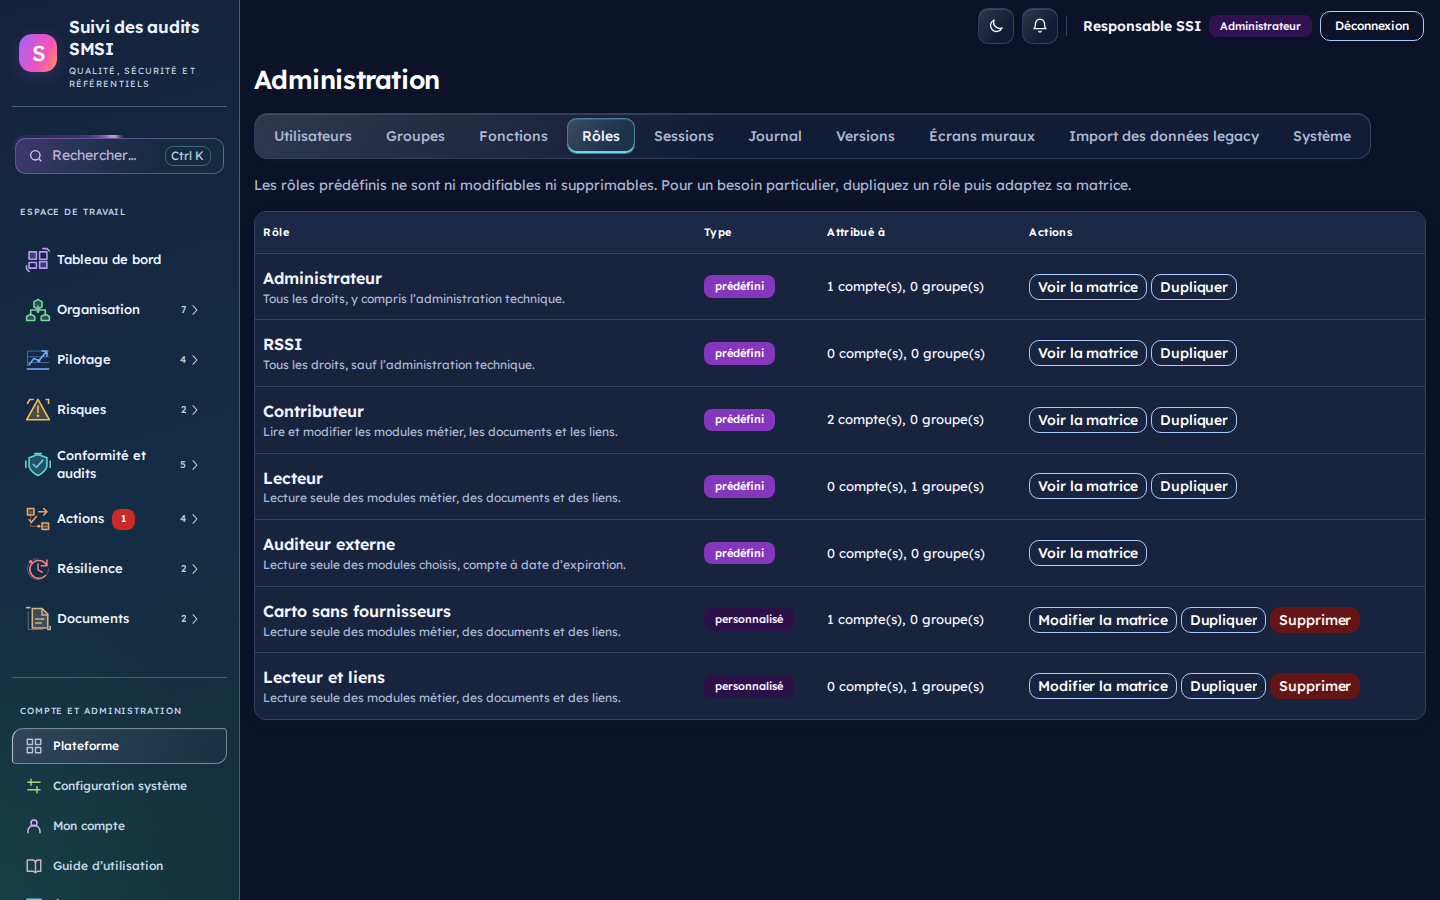 S
Suivi des audits
SMSI
QUALITÉ, SÉCURITÉ ET
RÉFÉRENTIELS
Rechercher...
Ctrl K
ESPACE DE TRAVAIL
Tableau de bord
Organisation
7
Pilotage
4
Risques
2
Conformité et
audits
5
Actions
1
4
Résilience
2
Documents
2
COMPTE ET ADMINISTRATION
Plateforme
Configuration système
Mon compte
Guide d'utilisation
Responsable SSI
Administrateur
Déconnexion
Administration
Utilisateurs
Groupes
Fonctions
Rôles
Sessions
Journal
Versions
Écrans muraux
Import des données legacy
Système
Les rôles prédéfinis ne sont ni modifiables ni supprimables. Pour un besoin particulier, dupliquez un rôle puis adaptez sa matrice.
Rôle
Type
Attribué à
Actions
Administrateur
Tous les droits, y compris l'administration technique.
prédéfini
1 compte(s), 0 groupe(s)
Voir la matrice
Dupliquer
RSSI
Tous les droits, sauf l'administration technique.
prédéfini
0 compte(s), 0 groupe(s)
Voir la matrice
Dupliquer
Contributeur
Lire et modifier les modules métier, les documents et les liens.
prédéfini
2 compte(s), 0 groupe(s)
Voir la matrice
Dupliquer
Lecteur
Lecture seule des modules métier, des documents et des liens.
prédéfini
0 compte(s), 1 groupe(s)
Voir la matrice
Dupliquer
Auditeur externe
Lecture seule des modules choisis, compte à date d'expiration.
prédéfini
0 compte(s), 0 groupe(s)
Voir la matrice
Carto sans fournisseurs
Lecture seule des modules métier, des documents et des liens.
personnalisé
1 compte(s), 0 groupe(s)
Modifier la matrice
Dupliquer
Supprimer
Lecteur et liens
Lecture seule des modules métier, des documents et des liens.
personnalisé
0 compte(s), 1 groupe(s)
Modifier la matrice
Dupliquer
Supprimer